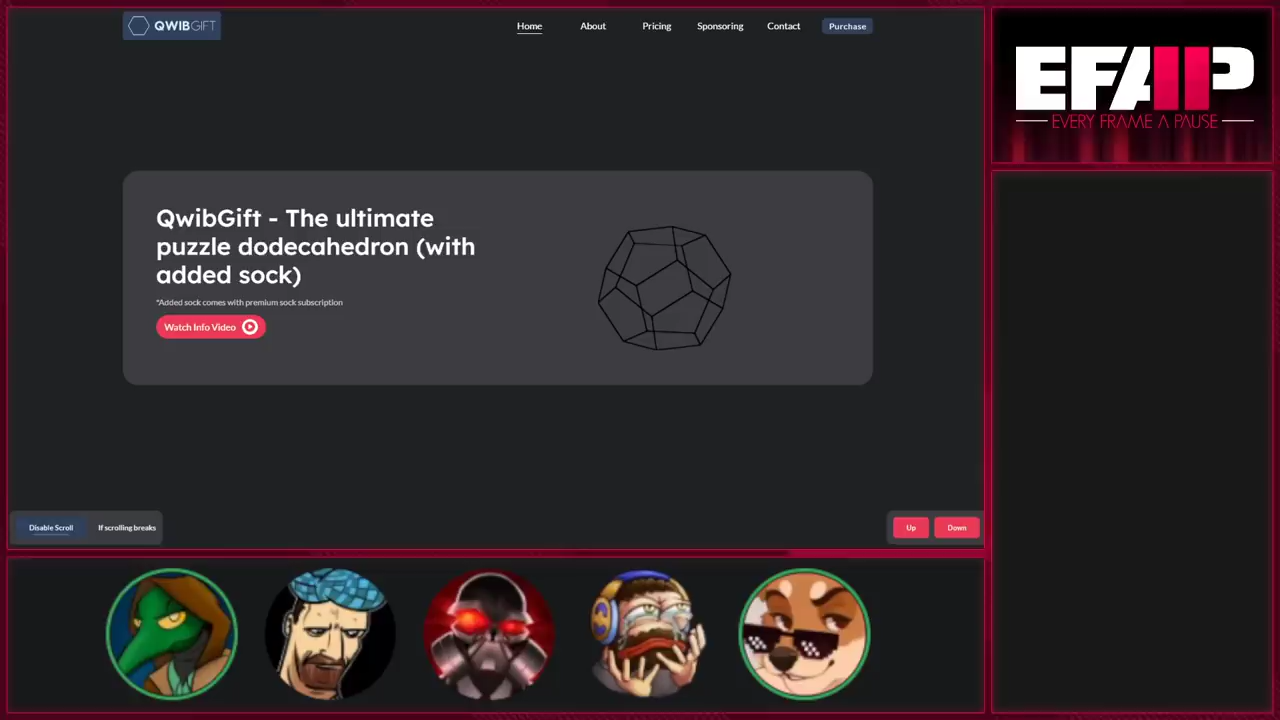 QWIBGIFT
Home About Pricing Sponsoring Contact Purchase
EFAP
EVERY FRAME A PAUSE
QwibGift - The ultimate
puzzle dodecahedron (with
added sock)
*Added sock comes with premium sock subscription
Watch Info Video
Disable Scroll If scrolling breaks
Up Down